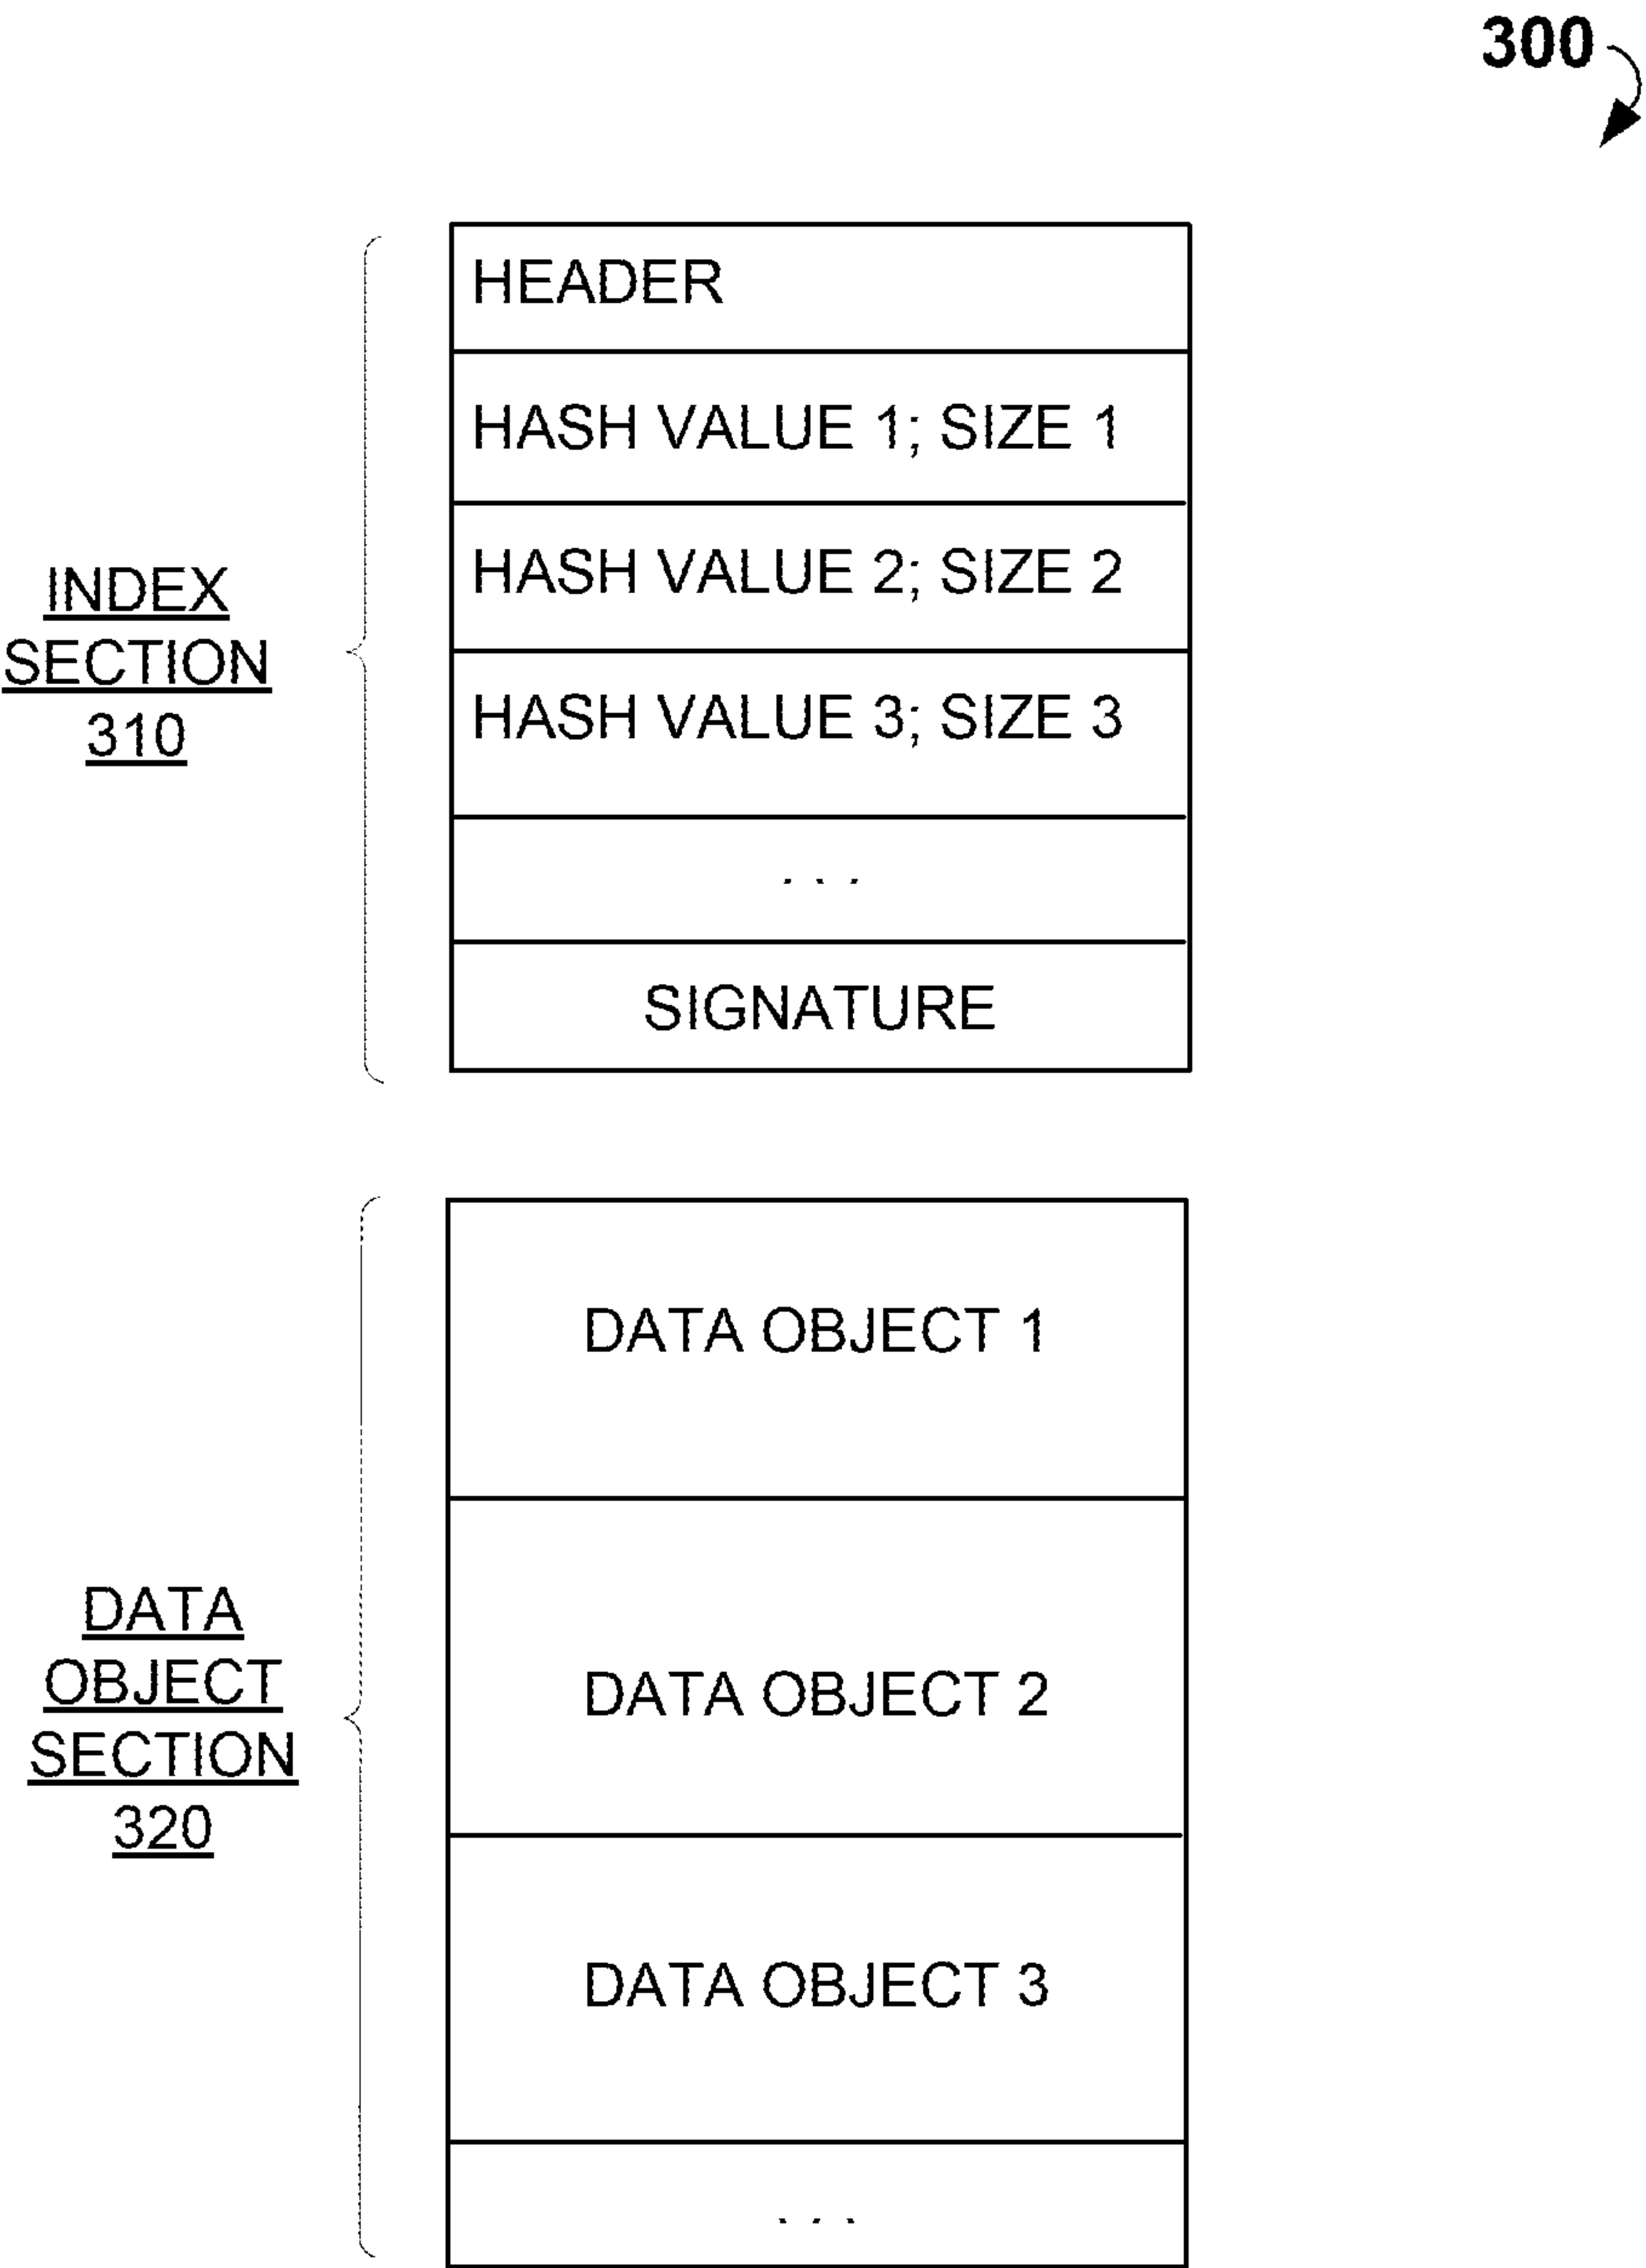 300
HEADER
HASH VALUE 1; SIZE 1
HASH VALUE 2; SIZE 2
HASH VALUE 3; SIZE 3
. . .
SIGNATURE
INDEX
SECTION
310
DATA OBJECT 1
DATA OBJECT 2
DATA OBJECT 3
. . .
DATA
OBJECT
SECTION
320